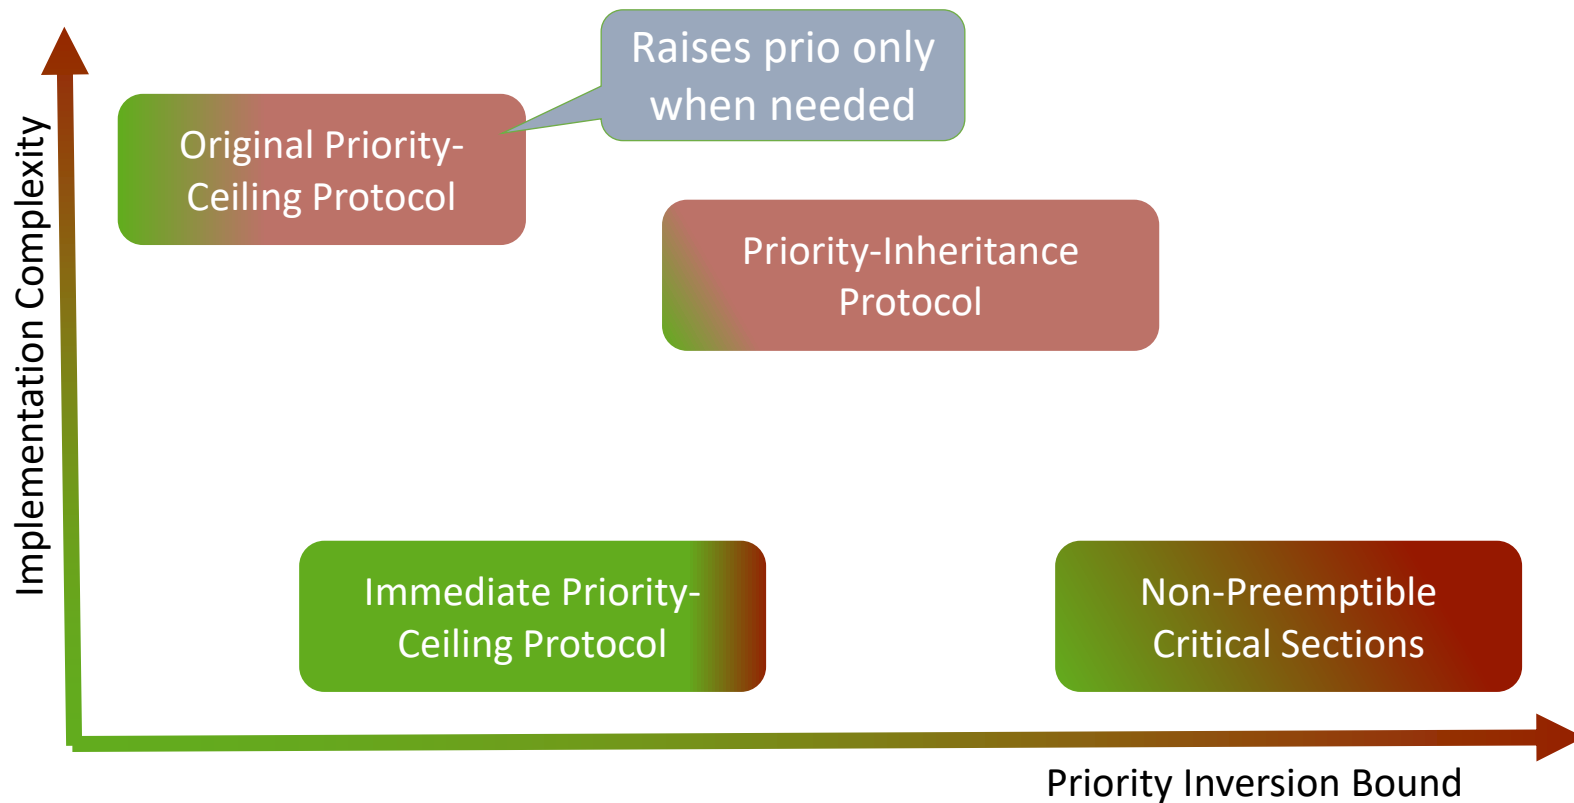 Raises prio only
when needed
Original Priority-
Ceiling Protocol
Priority-Inheritance
Protocol
Implementation Complexity
Immediate Priority-
Ceiling Protocol
Non-Preemptible
Critical Sections
Priority Inversion Bound